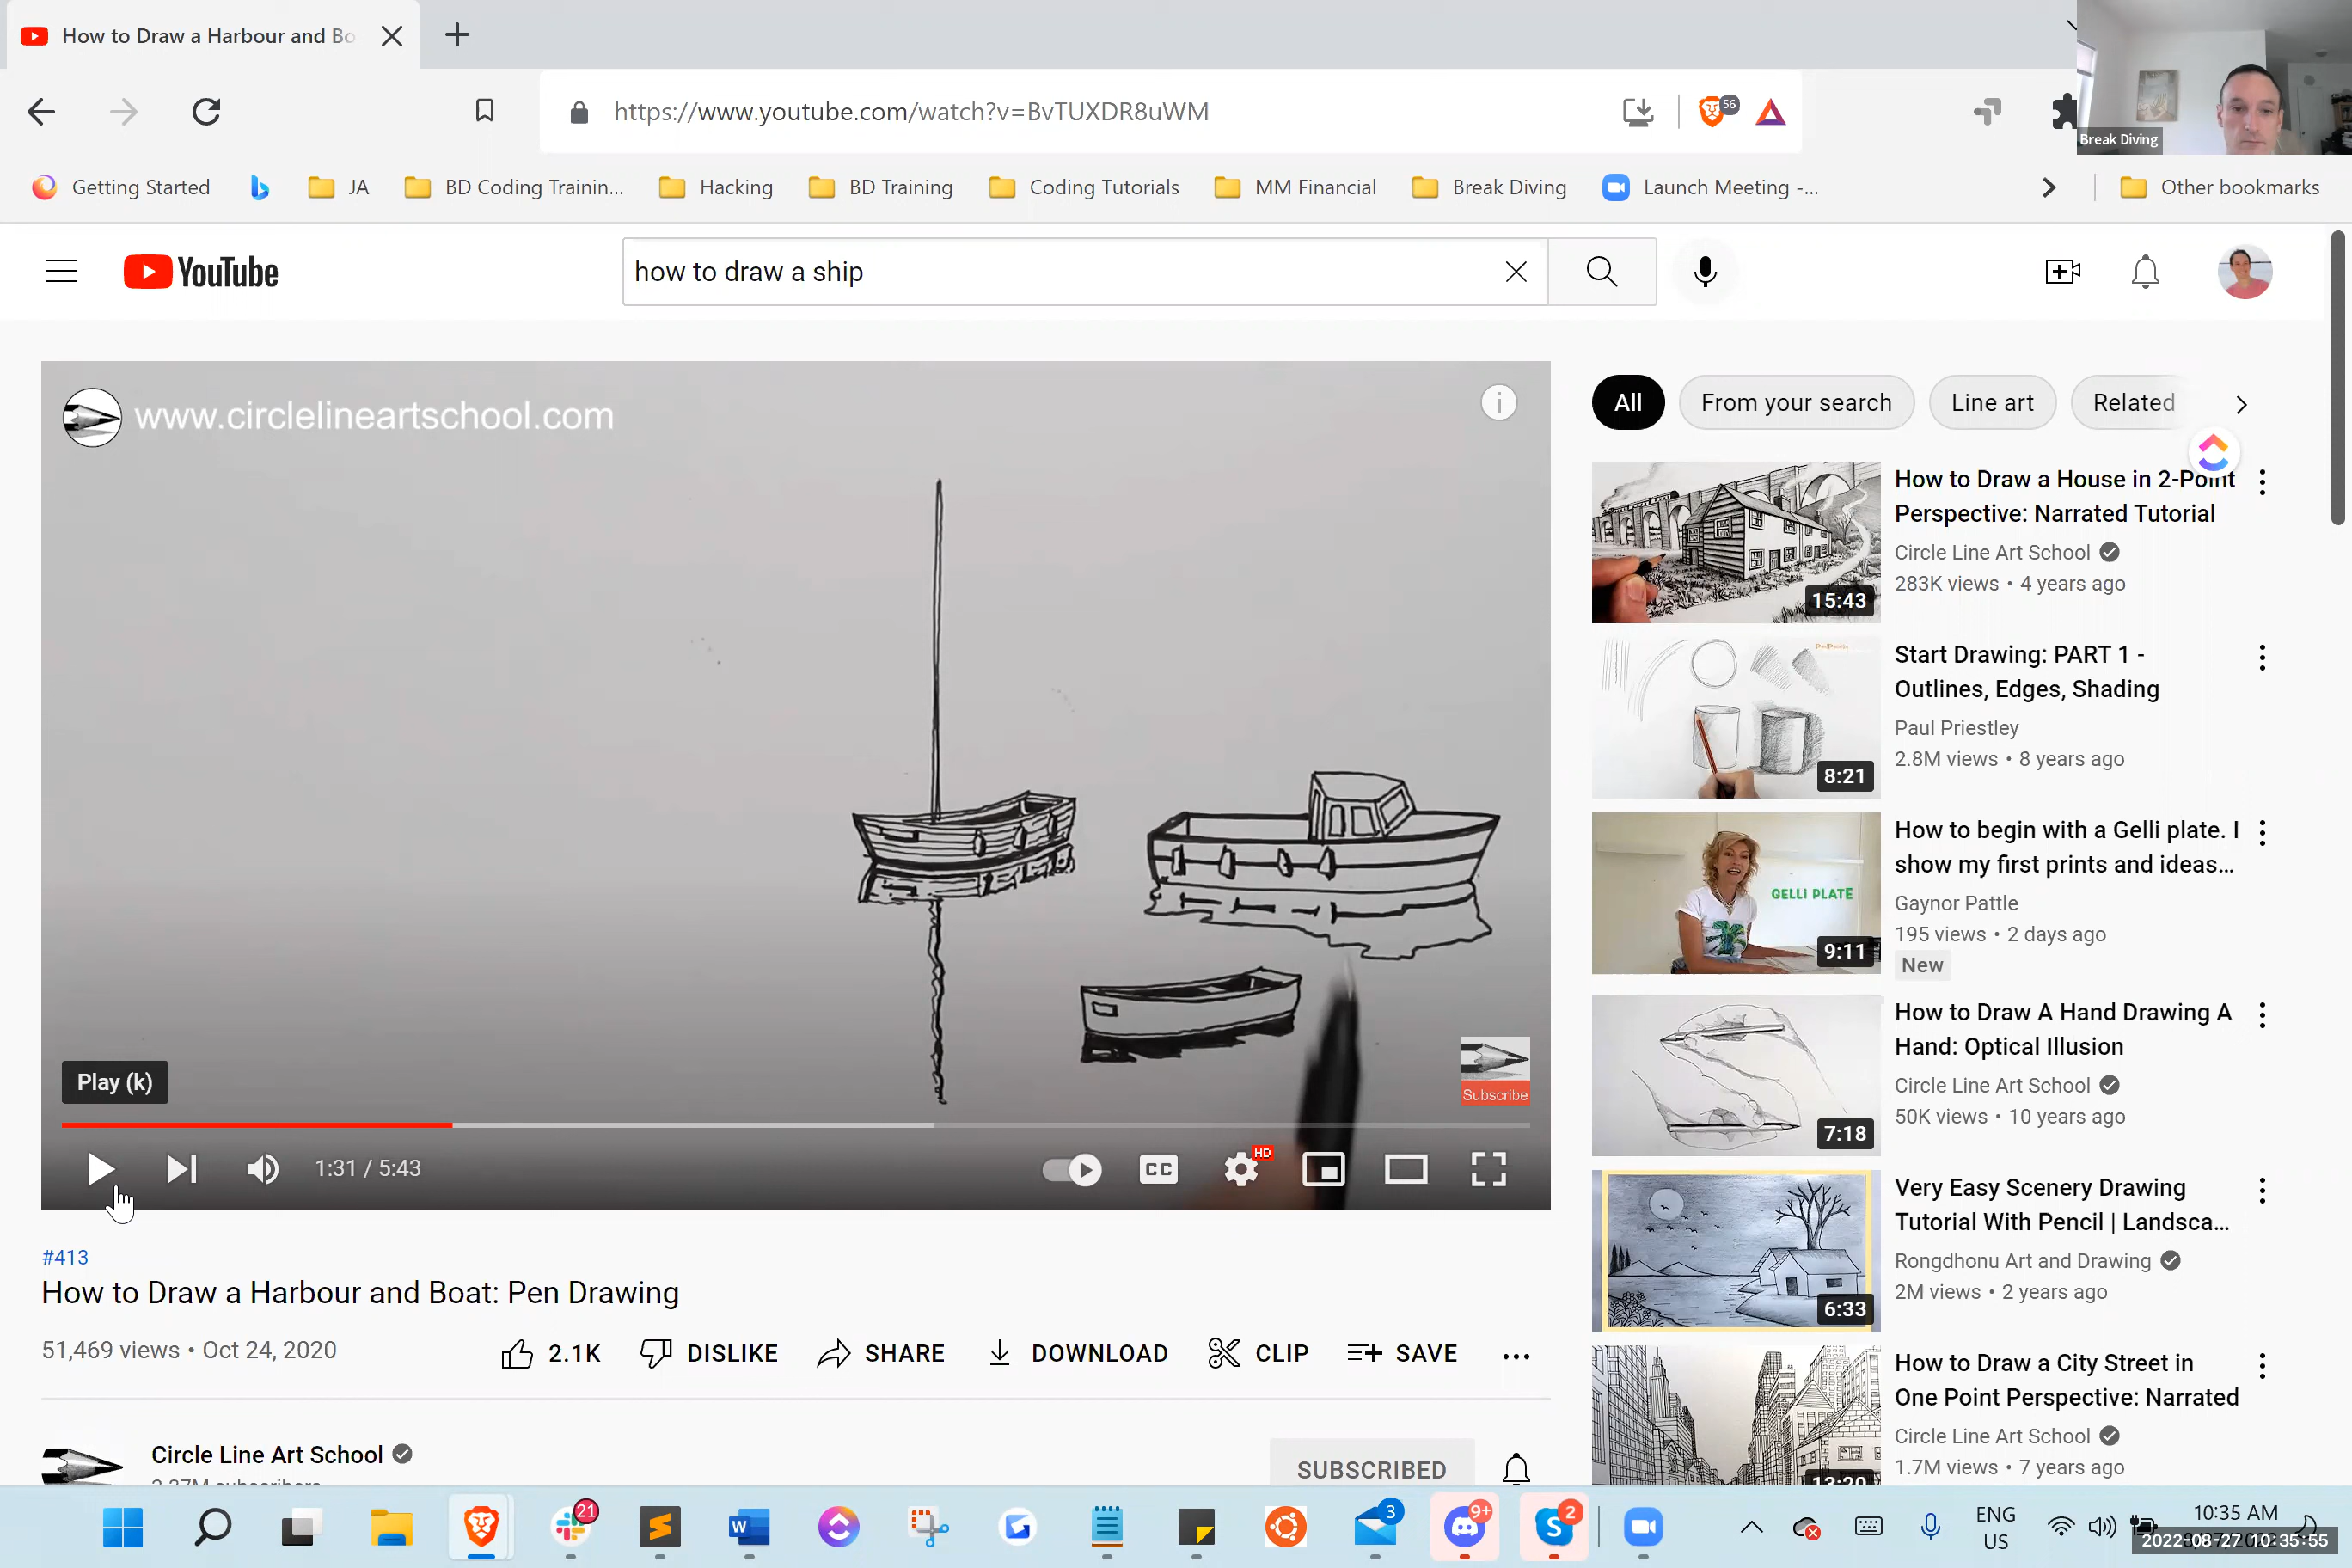 How to Draw a Harbour and Bo
https://www.youtube.com/watch?v=BvTUXDR8uWM
56
Break Diving
Getting Started
JA
BD Coding Trainin...
Hacking
BD Training
Coding Tutorials
MM Financial
Break Diving
Launch Meeting -...
Other bookmarks
YouTube
how to draw a ship
www.circlelineartschool.com
Subscribe
Play (k)
1:31 / 5:43
CC
HD
All
From your search
Line art
Related
How to Draw a House in 2-Point
Perspective: Narrated Tutorial
Circle Line Art School
283K views • 4 years ago
15:43
Start Drawing: PART 1 -
Outlines, Edges, Shading
Paul Priestley
2.8M views • 8 years ago
8:21
How to begin with a Gelli plate. I
show my first prints and ideas...
Gaynor Pattle
195 views • 2 days ago
New
GELLI PLATE
9:11
How to Draw A Hand Drawing A
Hand: Optical Illusion
Circle Line Art School
50K views • 10 years ago
7:18
Very Easy Scenery Drawing
Tutorial With Pencil | Landsca...
Rongdhonu Art and Drawing
2M views • 2 years ago
6:33
How to Draw a City Street in
One Point Perspective: Narrated
Circle Line Art School
1.7M views • 7 years ago
13:20
#413
How to Draw a Harbour and Boat: Pen Drawing
51,469 views • Oct 24, 2020
2.1K
DISLIKE
SHARE
DOWNLOAD
CLIP
SAVE
Circle Line Art School
SUBSCRIBED
21
3
9+
2
ENG
US
10:35 AM
2022-08-27 10:35:55